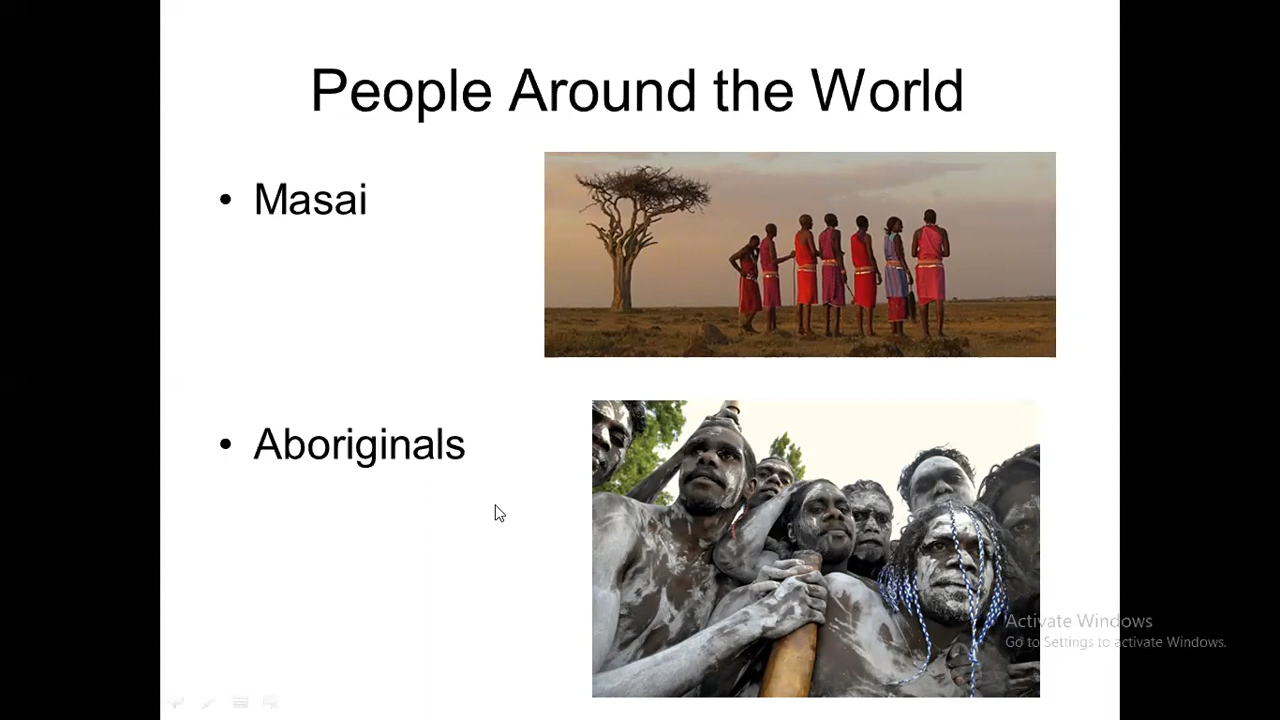 People Around the World
• Masai
• Aboriginals
Activate Windows
Go to Settings to activate Windows.